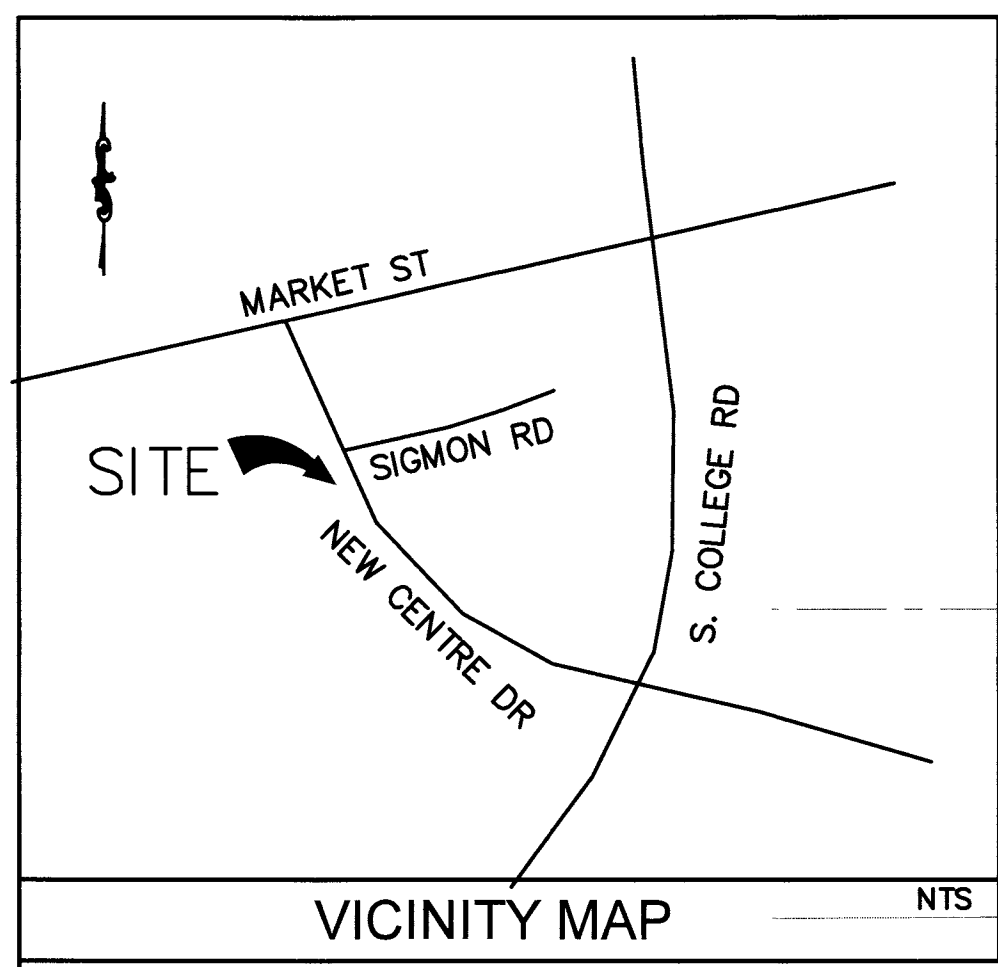 MARKET ST
SITE
SIGMON RD
S. COLLEGE RD
NEW CENTRE DR
VICINITY MAP
NTS